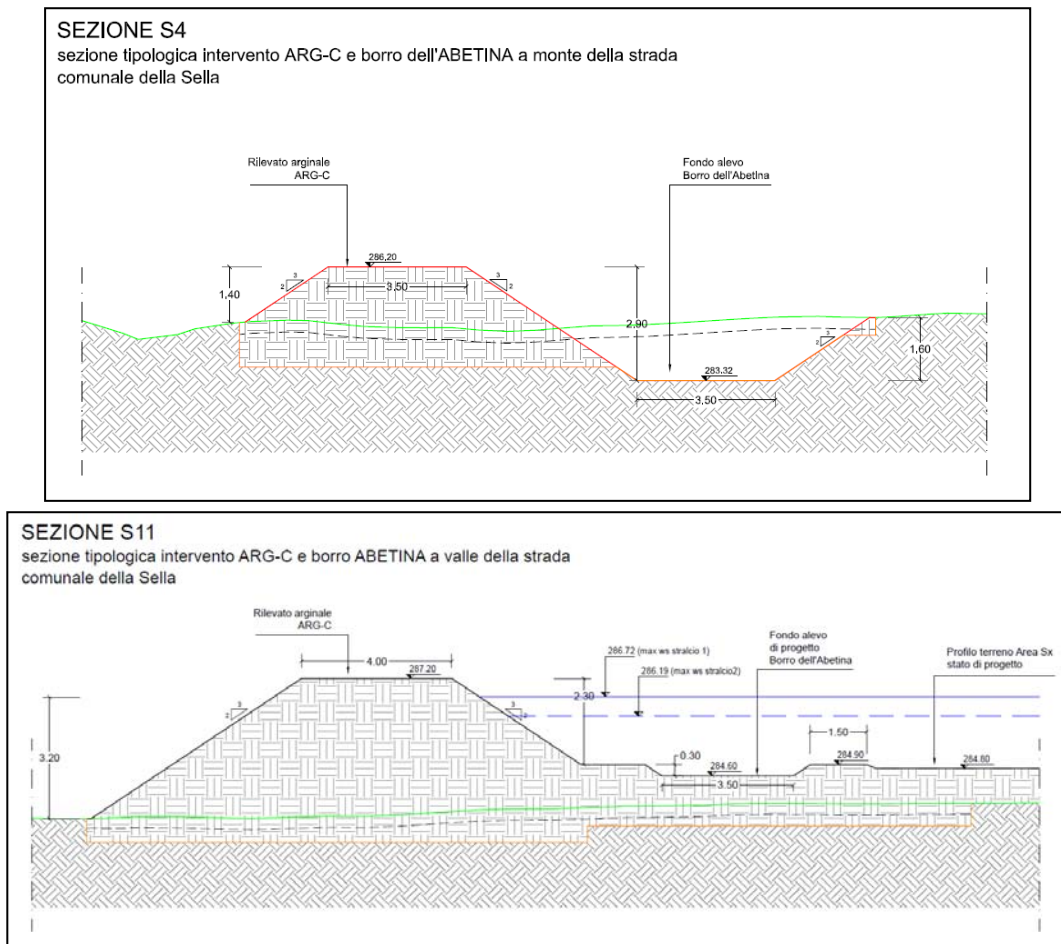 SEZIONE S4
sezione tipologica intervento ARG-C e borro dell'ABETINA a monte della strada
comunale della Sella
Rilevato arginale
ARG-C
Fondo alevo
Borro dell'Abetina
286,20
3
2
3
2
1,40
3.50
2.90
3
2
1,60
283.32
3.50
SEZIONE S11
sezione tipologica intervento ARG-C e borro ABETINA a valle della strada
comunale della Sella
Rilevato arginale
ARG-C
Fondo alevo
di progetto
Borro dell'Abetina
286.72 (max ws stralcio 1)
286.19 (max ws stralcio2)
Profilo terreno Area Sx
stato di progetto
4.00
287.20
2.30
3
2
3
2
3.20
1.50
0.30
284.60
284.90
284.80
3.50